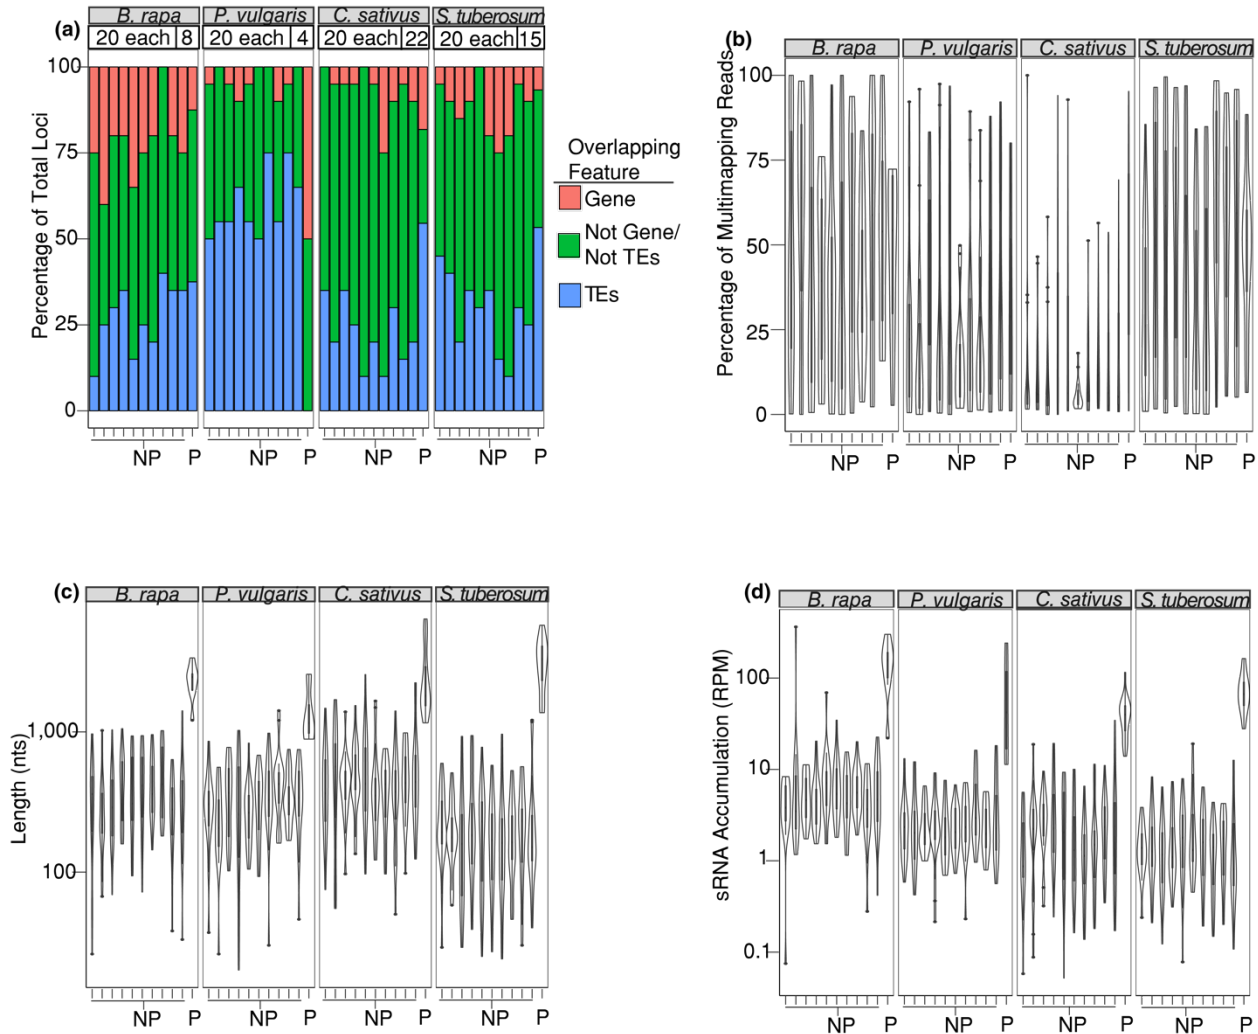 (a)
B. rapa P. vulgaris C. sativus S. tuberosum
20 each 8 20 each 4 20 each 22 20 each 15
Percentage of Total Loci
100
75
50
25
0
NP P NP P NP P NP P
Overlapping
Feature
Gene
Not Gene/
Not TEs
TEs
(b)
B. rapa P. vulgaris C. sativus S. tuberosum
Percentage of Multimapping Reads
100
75
50
25
0
NP P NP P NP P NP P
(c)
B. rapa P. vulgaris C. sativus S. tuberosum
Length (nts)
1,000
100
NP P NP P NP P NP P
(d)
B. rapa P. vulgaris C. sativus S. tuberosum
sRNA Accumulation (RPM)
100
10
1
0.1
NP P NP P NP P NP P